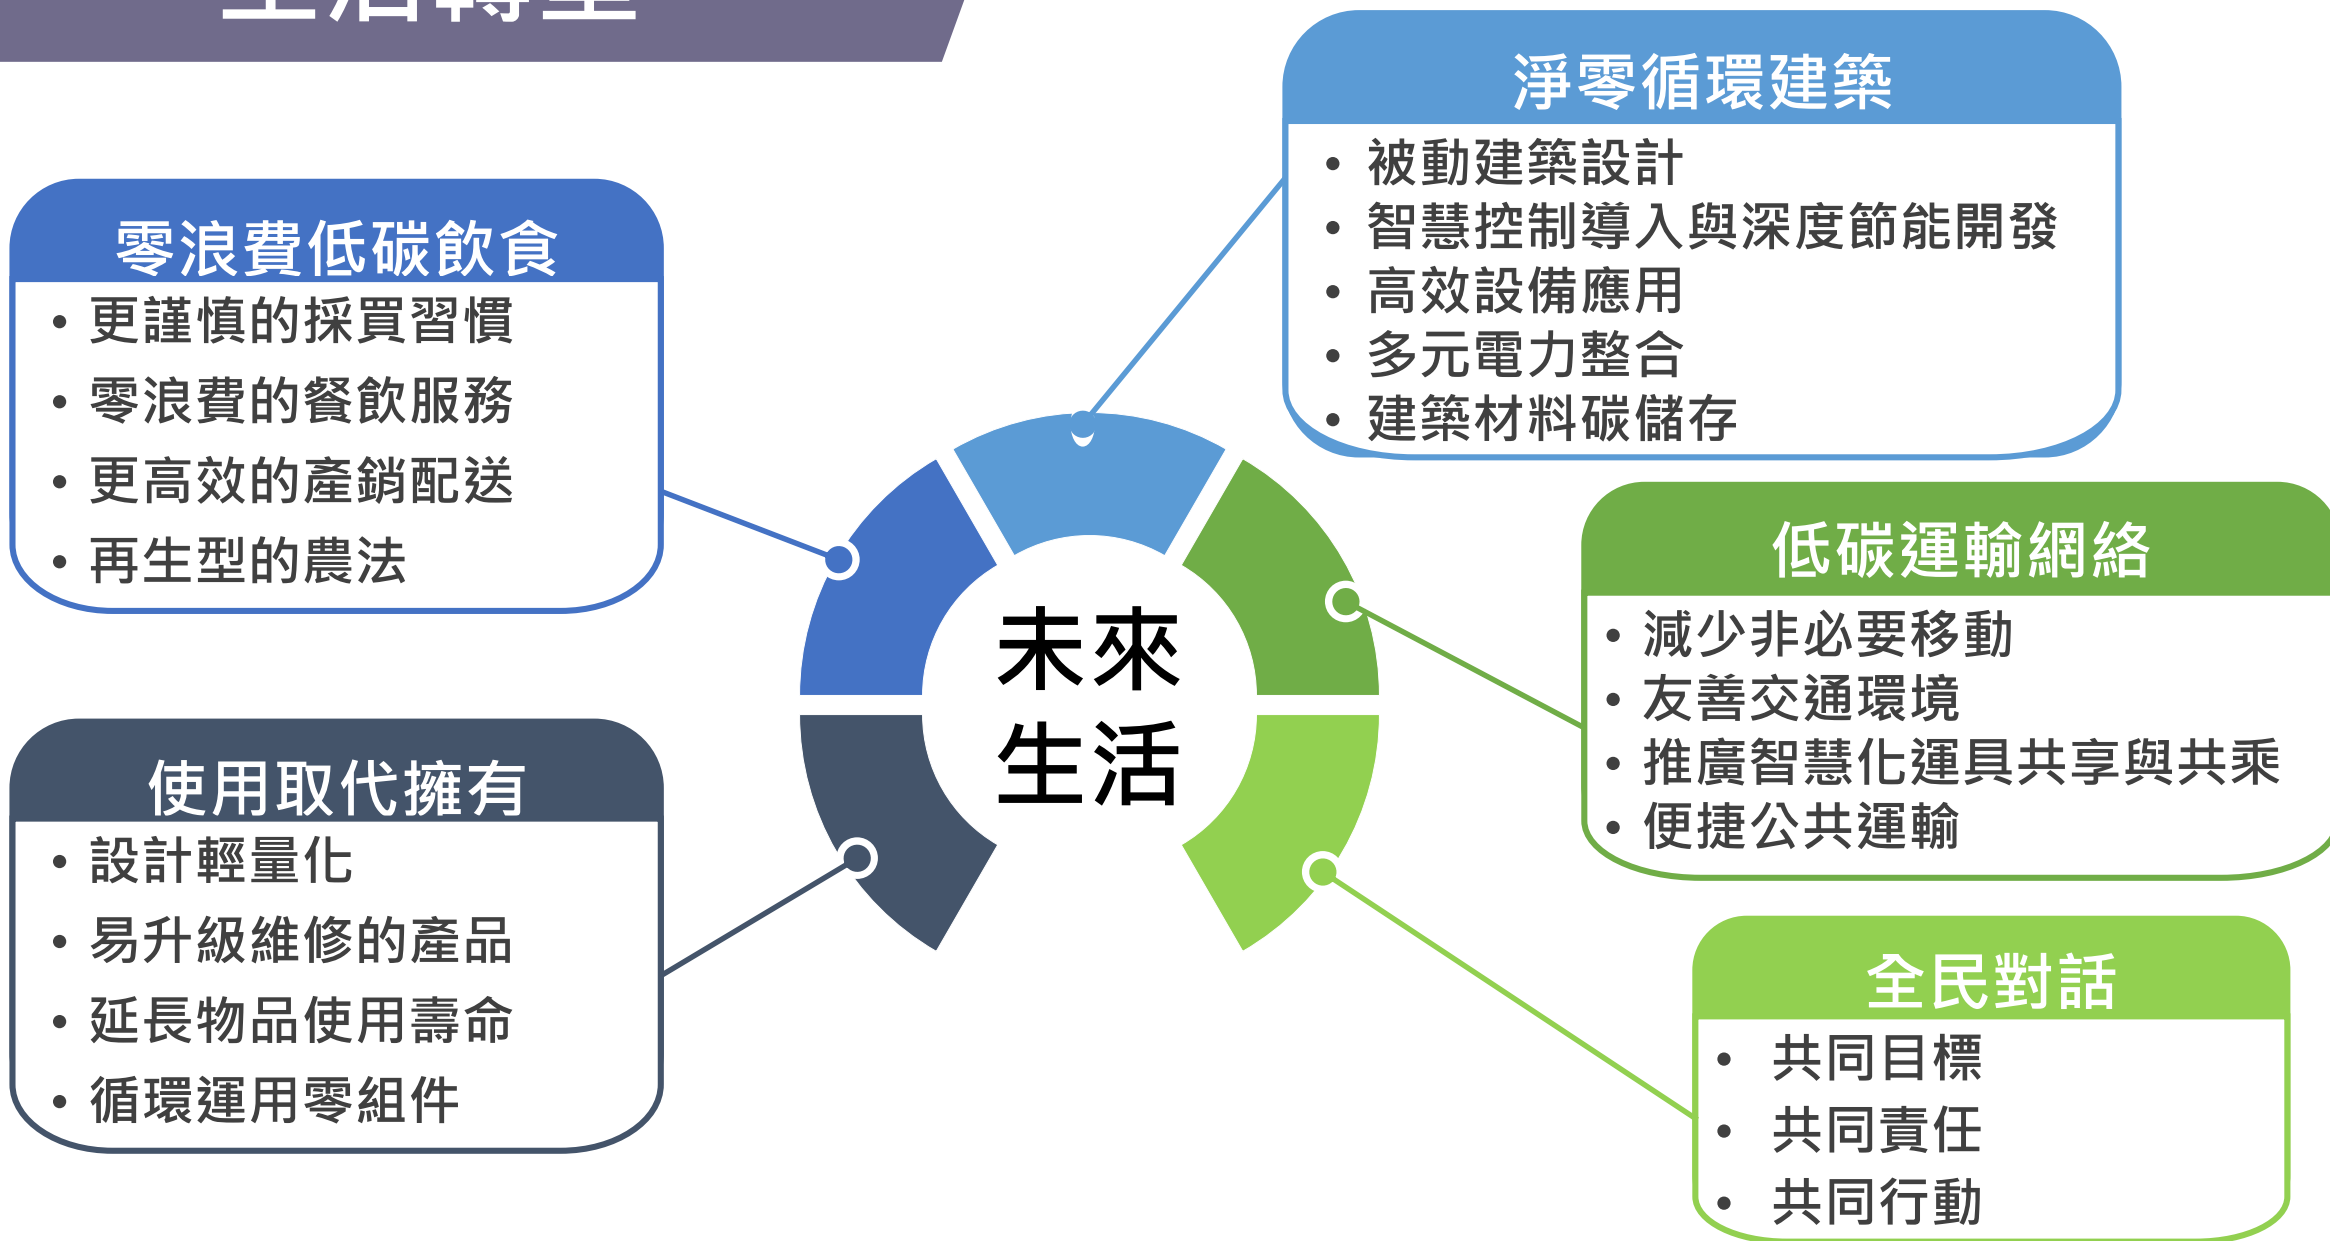 生活轉型
零浪費低碳飲食
• 更謹慎的採買習慣
• 零浪費的餐飲服務
• 更高效的產銷配送
• 再生型的農法
使用取代擁有
• 設計輕量化
• 易升級維修的產品
• 延長物品使用壽命
• 循環運用零組件
未來
生活
淨零循環建築
• 被動建築設計
• 智慧控制導入與深度節能開發
• 高效設備應用
• 多元電力整合
• 建築材料碳儲存
低碳運輸網絡
• 減少非必要移動
• 友善交通環境
• 推廣智慧化運具共享與共乘
• 便捷公共運輸
全民對話
• 共同目標
• 共同責任
• 共同行動